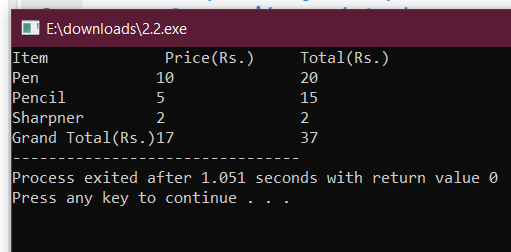 E:\downloads\2.2.exe
Item Price(Rs.) Total(Rs.)
Pen 10 20
Pencil 5 15
Sharpner 2 2
Grand Total(Rs.)17 37
--------------------------------
Process exited after 1.051 seconds with return value 0
Press any key to continue . . .